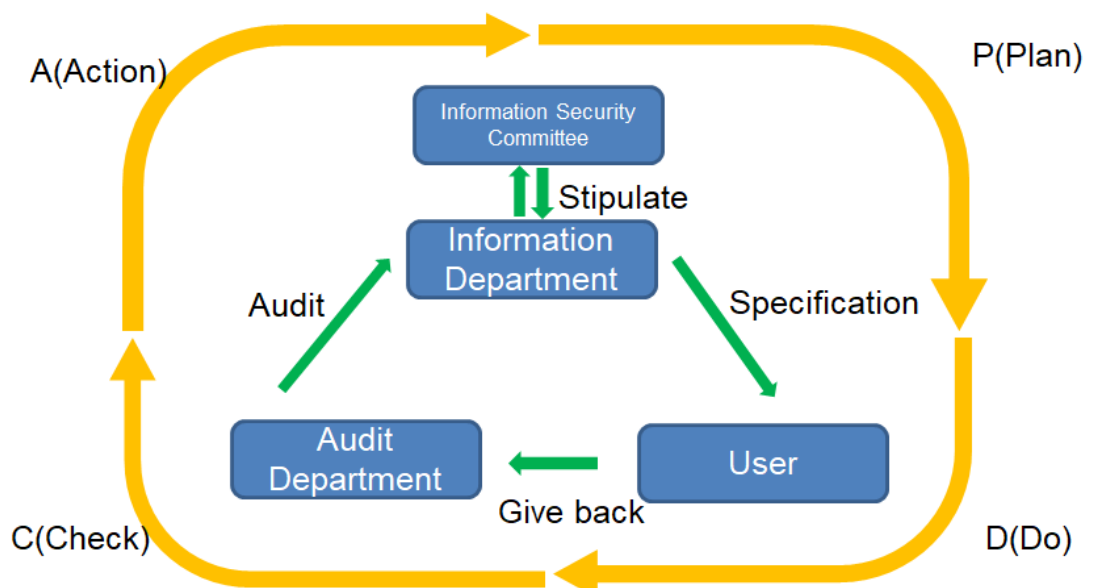 A(Action)
P(Plan)
Information Security
Committee
Stipulate
Information
Department
Audit
Specification
Audit
Department
User
Give back
C(Check)
D(Do)